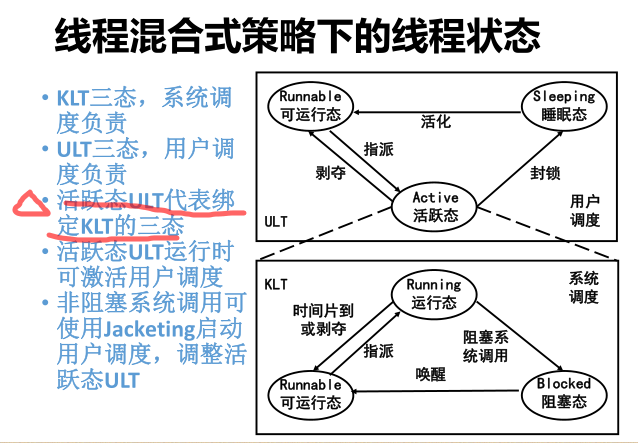 线程混合式策略下的线程状态
• KLT三态，系统调
度负责
• ULT三态，用户调
度负责
• 活跃态ULT代表绑
定KLT的三态
• 活跃态ULT运行时
可激活用户调度
• 非阻塞系统调用可
使用Jacketing启动
用户调度，调整活
跃态ULT
Runnable
可运行态
Sleeping
睡眠态
活化
指派
剥夺
封锁
Active
活跃态
ULT
用户
调度
KLT
Running
运行态
系统
调度
时间片到
或剥夺
指派
阻塞系
统调用
唤醒
Runnable
可运行态
Blocked
阻塞态